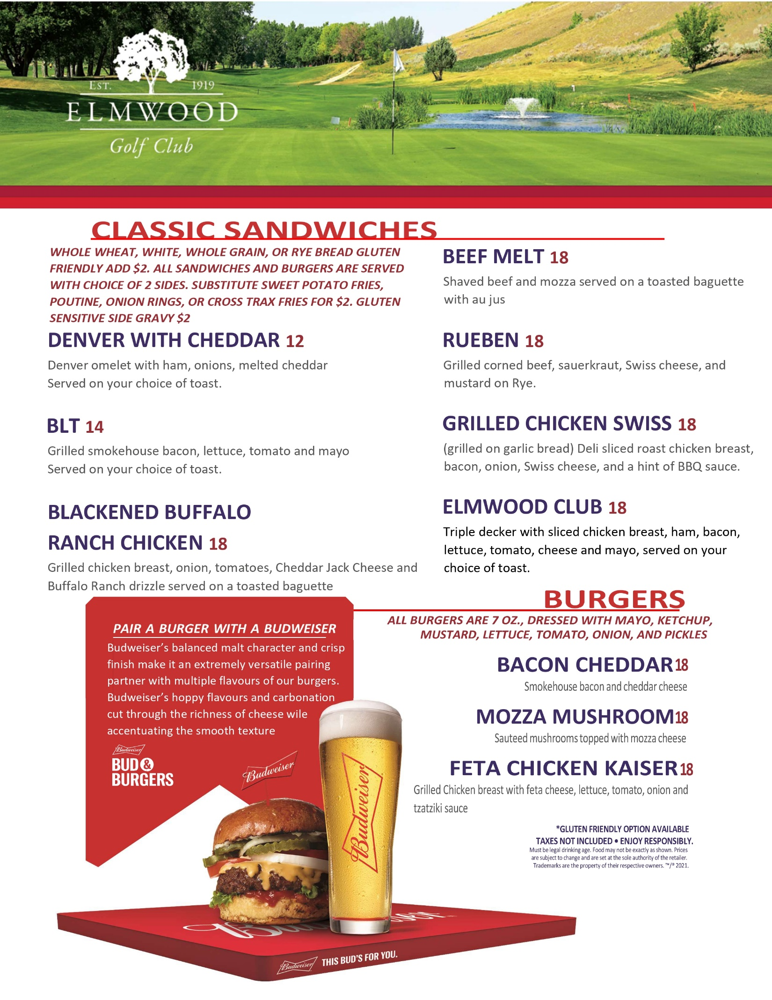 EST. 1919
ELMWOOD
Golf Club
CLASSIC SANDWICHES
WHOLE WHEAT, WHITE, WHOLE GRAIN, OR RYE BREAD GLUTEN
FRIENDLY ADD $2. ALL SANDWICHES AND BURGERS ARE SERVED
WITH CHOICE OF 2 SIDES. SUBSTITUTE SWEET POTATO FRIES,
POUTINE, ONION RINGS, OR CROSS TRAX FRIES FOR $2. GLUTEN
SENSITIVE SIDE GRAVY $2
DENVER WITH CHEDDAR 12
Denver omelet with ham, onions, melted cheddar
Served on your choice of toast.
BLT 14
Grilled smokehouse bacon, lettuce, tomato and mayo
Served on your choice of toast.
BLACKENED BUFFALO
RANCH CHICKEN 18
Grilled chicken breast, onion, tomatoes, Cheddar Jack Cheese and
Buffalo Ranch drizzle served on a toasted baguette
BEEF MELT 18
Shaved beef and mozza served on a toasted baguette
with au jus
RUEBEN 18
Grilled corned beef, sauerkraut, Swiss cheese, and
mustard on Rye.
GRILLED CHICKEN SWISS 18
(grilled on garlic bread) Deli sliced roast chicken breast,
bacon, onion, Swiss cheese, and a hint of BBQ sauce.
ELMWOOD CLUB 18
Triple decker with sliced chicken breast, ham, bacon,
lettuce, tomato, cheese and mayo, served on your
choice of toast.
BURGERS
ALL BURGERS ARE 7 OZ., DRESSED WITH MAYO, KETCHUP,
MUSTARD, LETTUCE, TOMATO, ONION, AND PICKLES
BACON CHEDDAR 18
Smokehouse bacon and cheddar cheese
MOZZA MUSHROOM 18
Sauteed mushrooms topped with mozza cheese
FETA CHICKEN KAISER 18
Grilled Chicken breast with feta cheese, lettuce, tomato, onion and
tzatziki sauce
*GLUTEN FRIENDLY OPTION AVAILABLE
TAXES NOT INCLUDED • ENJOY RESPONSIBLY.
Must be legal drinking age. Food may not be exactly as shown. Prices
are subject to change and are set at the sole authority of the retailer.
Trademarks are the property of their respective owners. ™/® 2021.
PAIR A BURGER WITH A BUDWEISER
Budweiser's balanced malt character and crisp
finish make it an extremely versatile pairing
partner with multiple flavours of our burgers.
Budweiser's hoppy flavours and carbonation
cut through the richness of cheese wile
accentuating the smooth texture
Budweiser
BUD &
BURGERS
Budweiser
Budweiser
Budweiser THIS BUD'S FOR YOU.